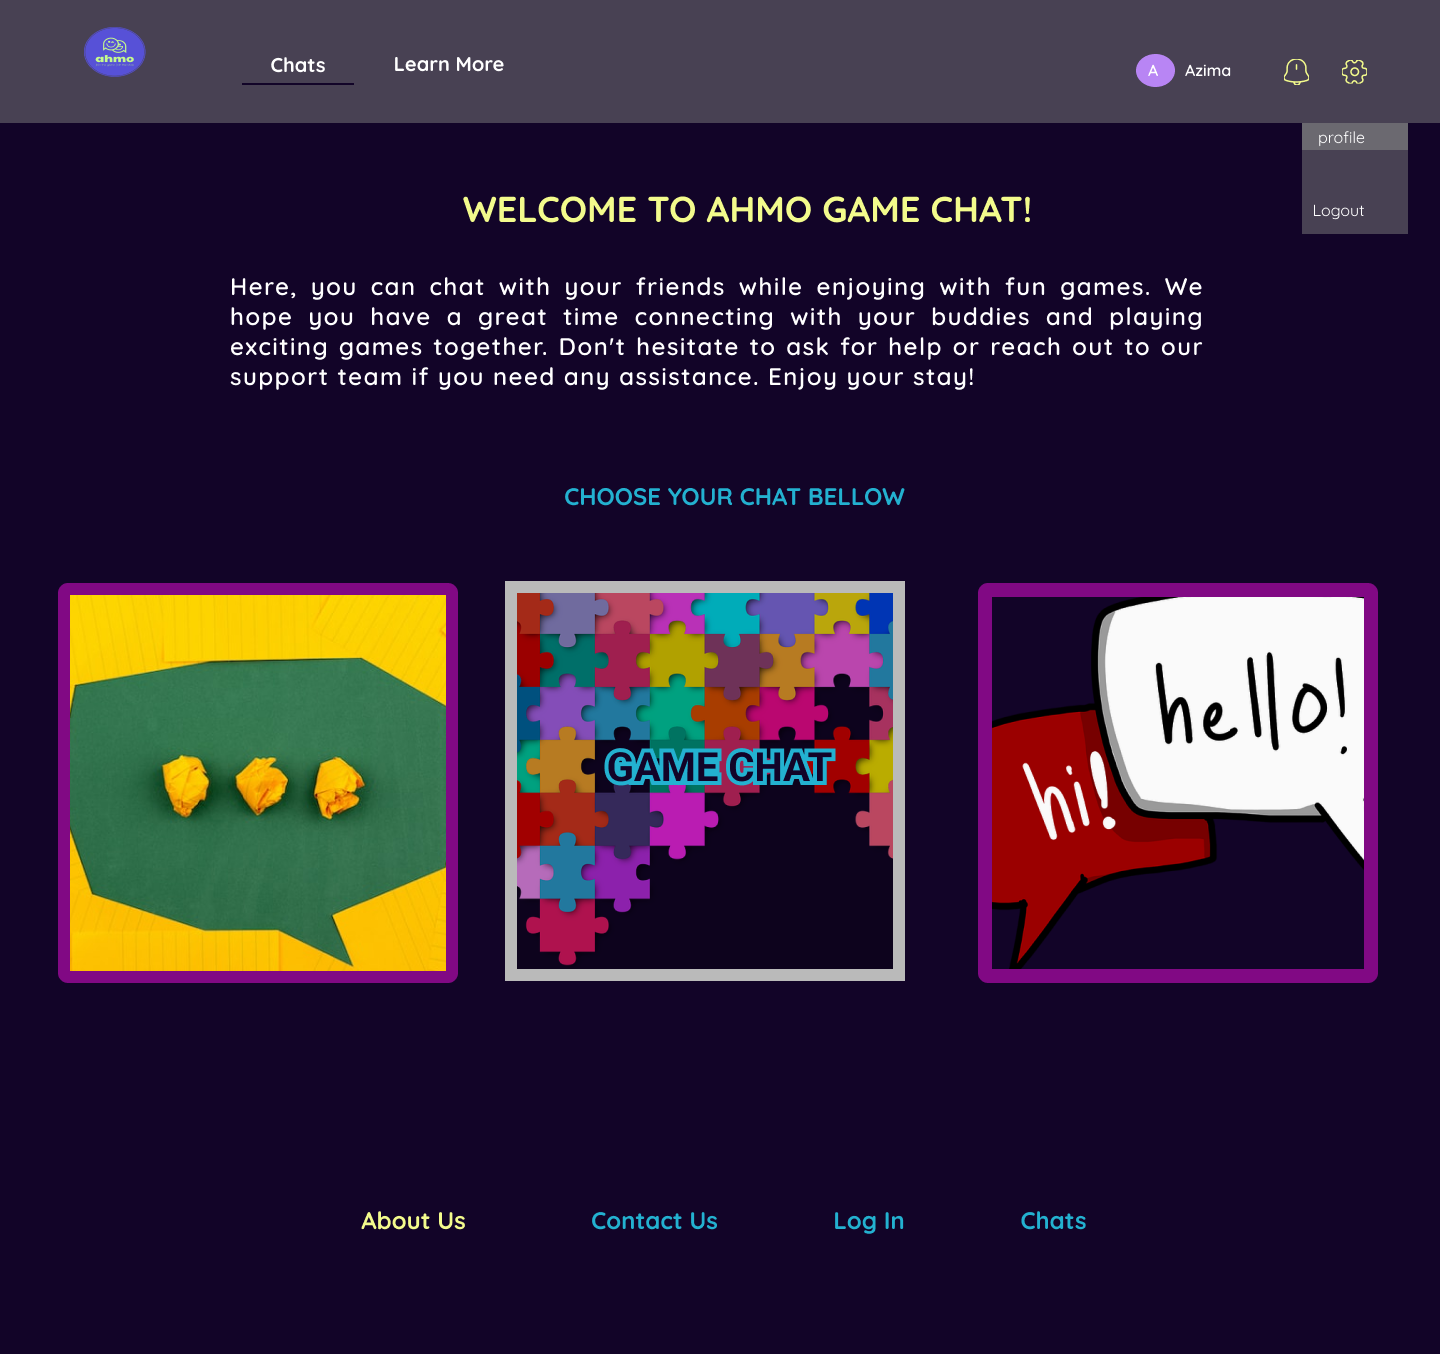 ahmo
Chats
Learn More
A
Azima
profile
Logout
WELCOME TO AHMO GAME CHAT!
Here, you can chat with your friends while enjoying with fun games. We
hope you have a great time connecting with your buddies and playing
exciting games together. Don't hesitate to ask for help or reach out to our
support team if you need any assistance. Enjoy your stay!
CHOOSE YOUR CHAT BELLOW
GAME CHAT
hello!
hi!
About Us
Contact Us
Log In
Chats